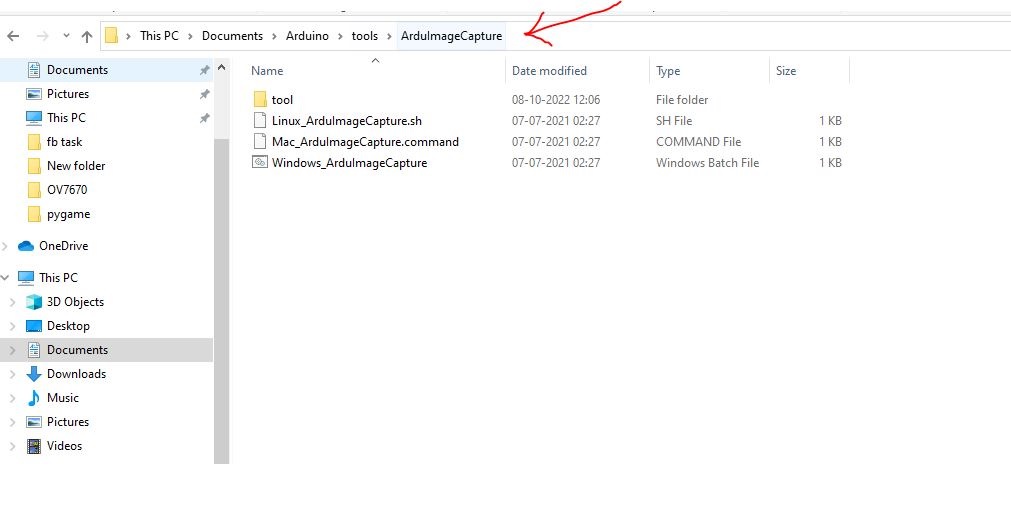 This PC > Documents > Arduino > tools > ArduImageCapture
Documents
Pictures
This PC
fb task
New folder
OV7670
pygame
OneDrive
This PC
3D Objects
Desktop
Documents
Downloads
Music
Pictures
Videos
Name Date modified Type Size
tool 08-10-2022 12:06 File folder
Linux_ArduImageCapture.sh 07-07-2021 02:27 SH File 1 KB
Mac_ArduImageCapture.command 07-07-2021 02:27 COMMAND File 1 KB
Windows_ArduImageCapture 07-07-2021 02:27 Windows Batch File 1 KB